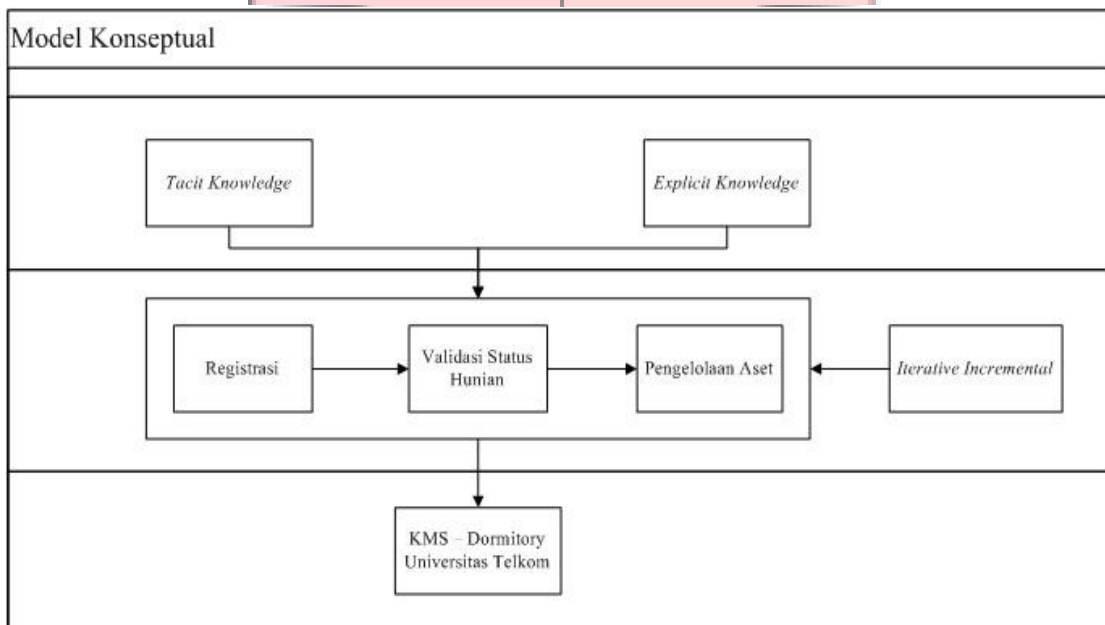 Model Konseptual
Tacit Knowledge
Explicit Knowledge
Registrasi
Validasi Status
Hunian
Pengelolaan Aset
Iterative Incremental
KMS – Dormitory
Universitas Telkom